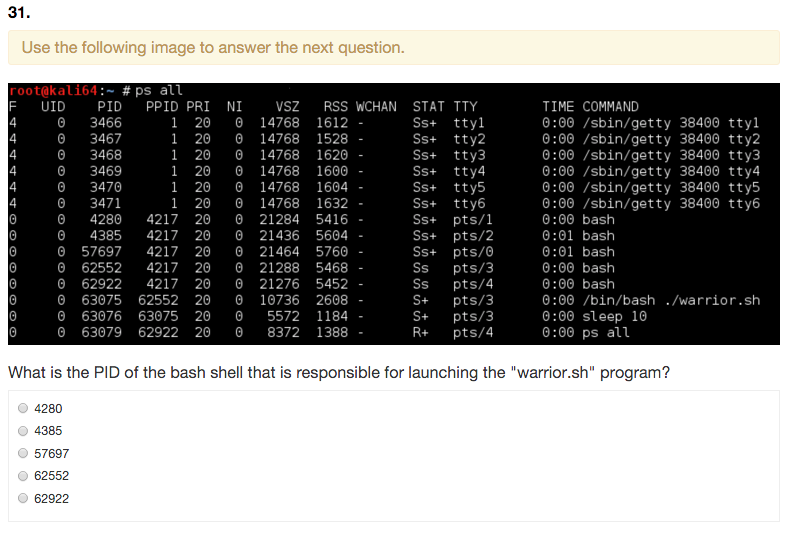 31.
Use the following image to answer the next question.
root@kali64:~ # ps all
F UID PID PPID PRI NI VSZ RSS WCHAN STAT TTY TIME COMMAND
4 0 3466 1 20 0 14768 1612 - Ss+ tty1 0:00 /sbin/getty 38400 tty1
4 0 3467 1 20 0 14768 1528 - Ss+ tty2 0:00 /sbin/getty 38400 tty2
4 0 3468 1 20 0 14768 1620 - Ss+ tty3 0:00 /sbin/getty 38400 tty3
4 0 3469 1 20 0 14768 1600 - Ss+ tty4 0:00 /sbin/getty 38400 tty4
4 0 3470 1 20 0 14768 1604 - Ss+ tty5 0:00 /sbin/getty 38400 tty5
4 0 3471 1 20 0 14768 1632 - Ss+ tty6 0:00 /sbin/getty 38400 tty6
0 0 4280 4217 20 0 21284 5416 - Ss+ pts/1 0:00 bash
0 0 4385 4217 20 0 21436 5604 - Ss+ pts/2 0:01 bash
0 0 57697 4217 20 0 21464 5760 - Ss+ pts/0 0:01 bash
0 0 62552 4217 20 0 21288 5468 - Ss pts/3 0:00 bash
0 0 62922 4217 20 0 21276 5452 - Ss pts/4 0:00 bash
0 0 63075 62552 20 0 10736 2608 - S+ pts/3 0:00 /bin/bash ./warrior.sh
0 0 63076 63075 20 0 5572 1184 - S+ pts/3 0:00 sleep 10
0 0 63079 62922 20 0 8372 1388 - R+ pts/4 0:00 ps all
What is the PID of the bash shell that is responsible for launching the "warrior.sh" program?
4280
4385
57697
62552
62922